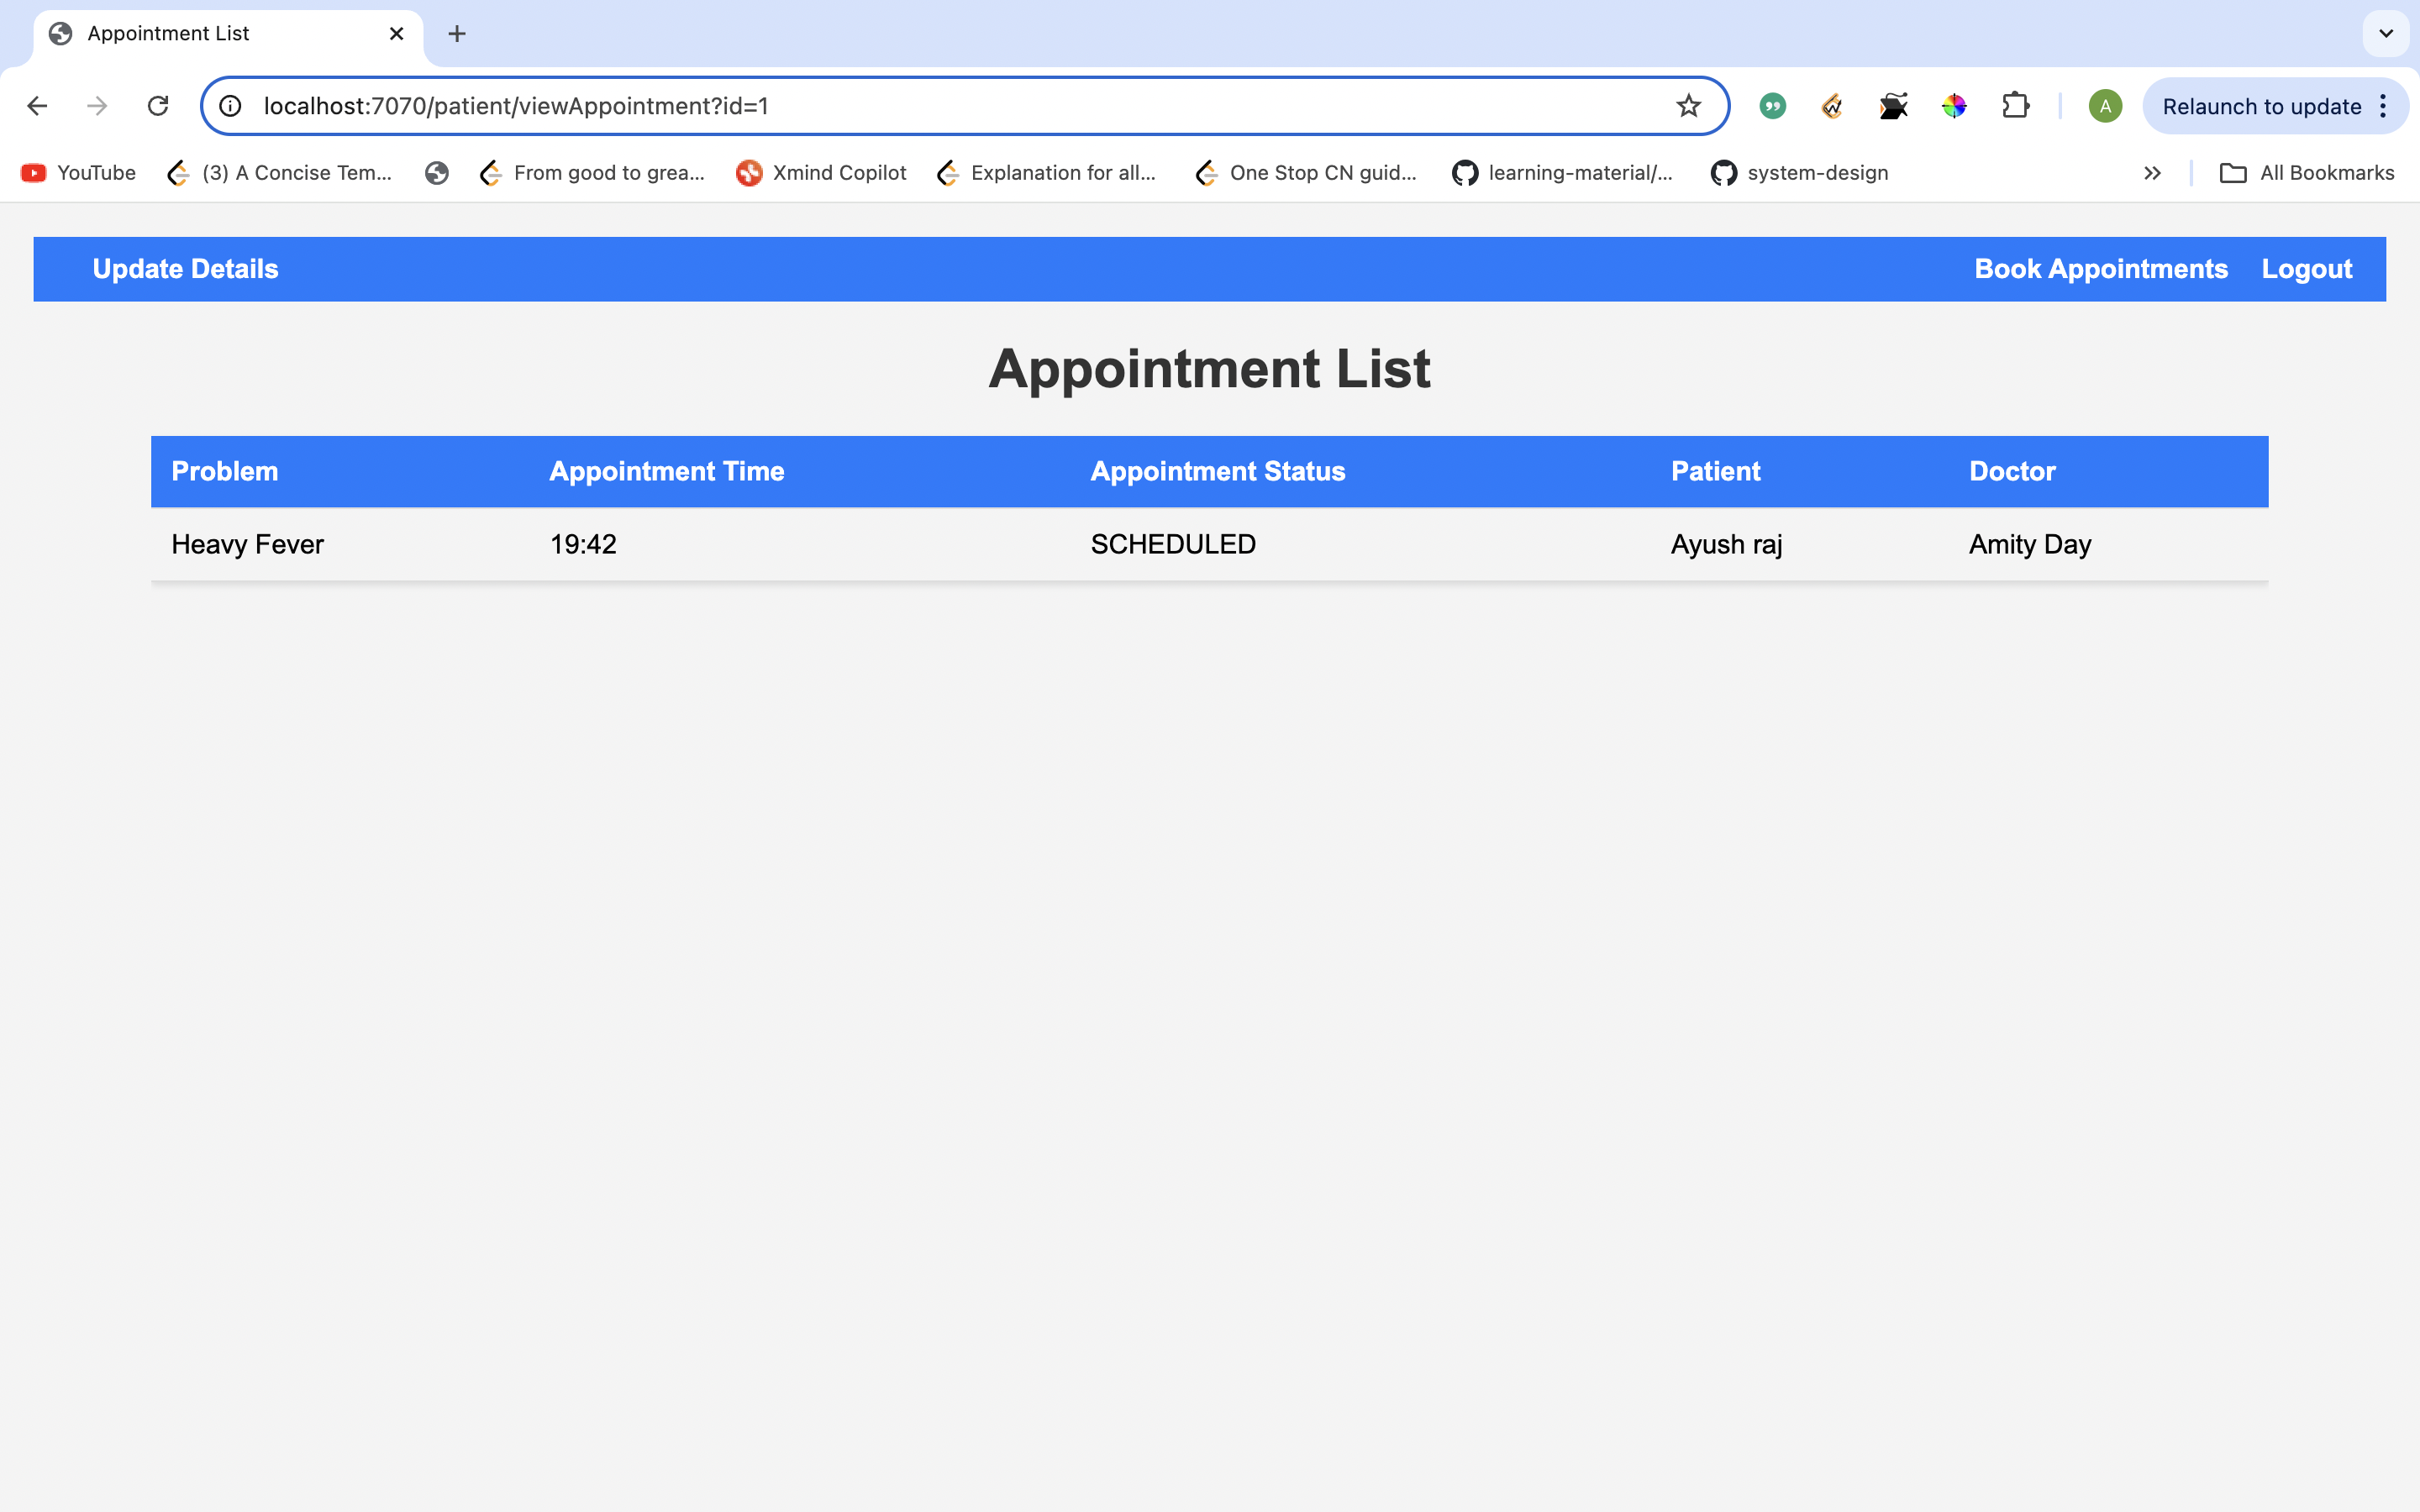 Appointment List
localhost:7070/patient/viewAppointment?id=1
A
Relaunch to update
YouTube (3) A Concise Tem... From good to grea... Xmind Copilot Explanation for all... One Stop CN guid... learning-material/... system-design All Bookmarks
Update Details Book Appointments Logout
Appointment List
Problem Appointment Time Appointment Status Patient Doctor
Heavy Fever 19:42 SCHEDULED Ayush raj Amity Day